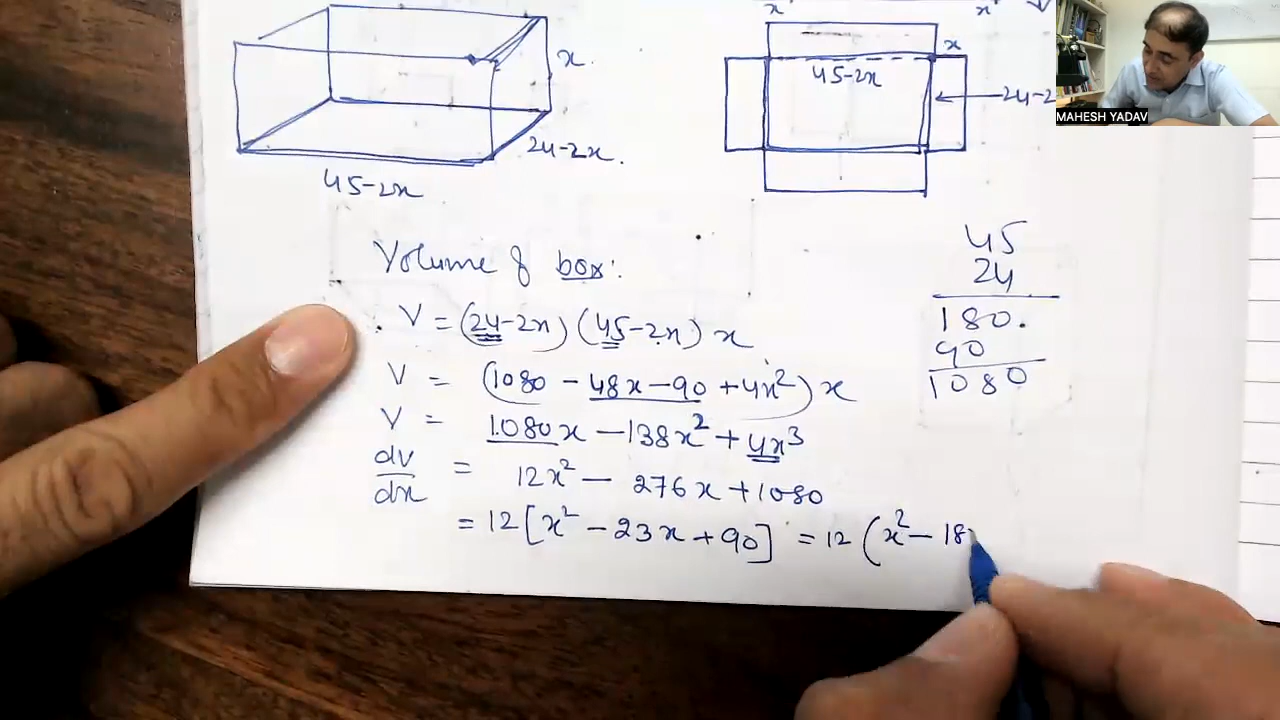 x x
x
x
45-2x
24-2
24-2x.
45-2x
MAHESH YADAV
45
24
180.
90
1080
Volume of box:
V = (24-2x) (45-2x) x
V = (1080 - 48x - 90 + 4x²) x
V = 1080x - 138x² + 4x³
dv/dx = 12x² - 276x + 1080
= 12 [x² - 23x + 90] = 12 (x² - 18